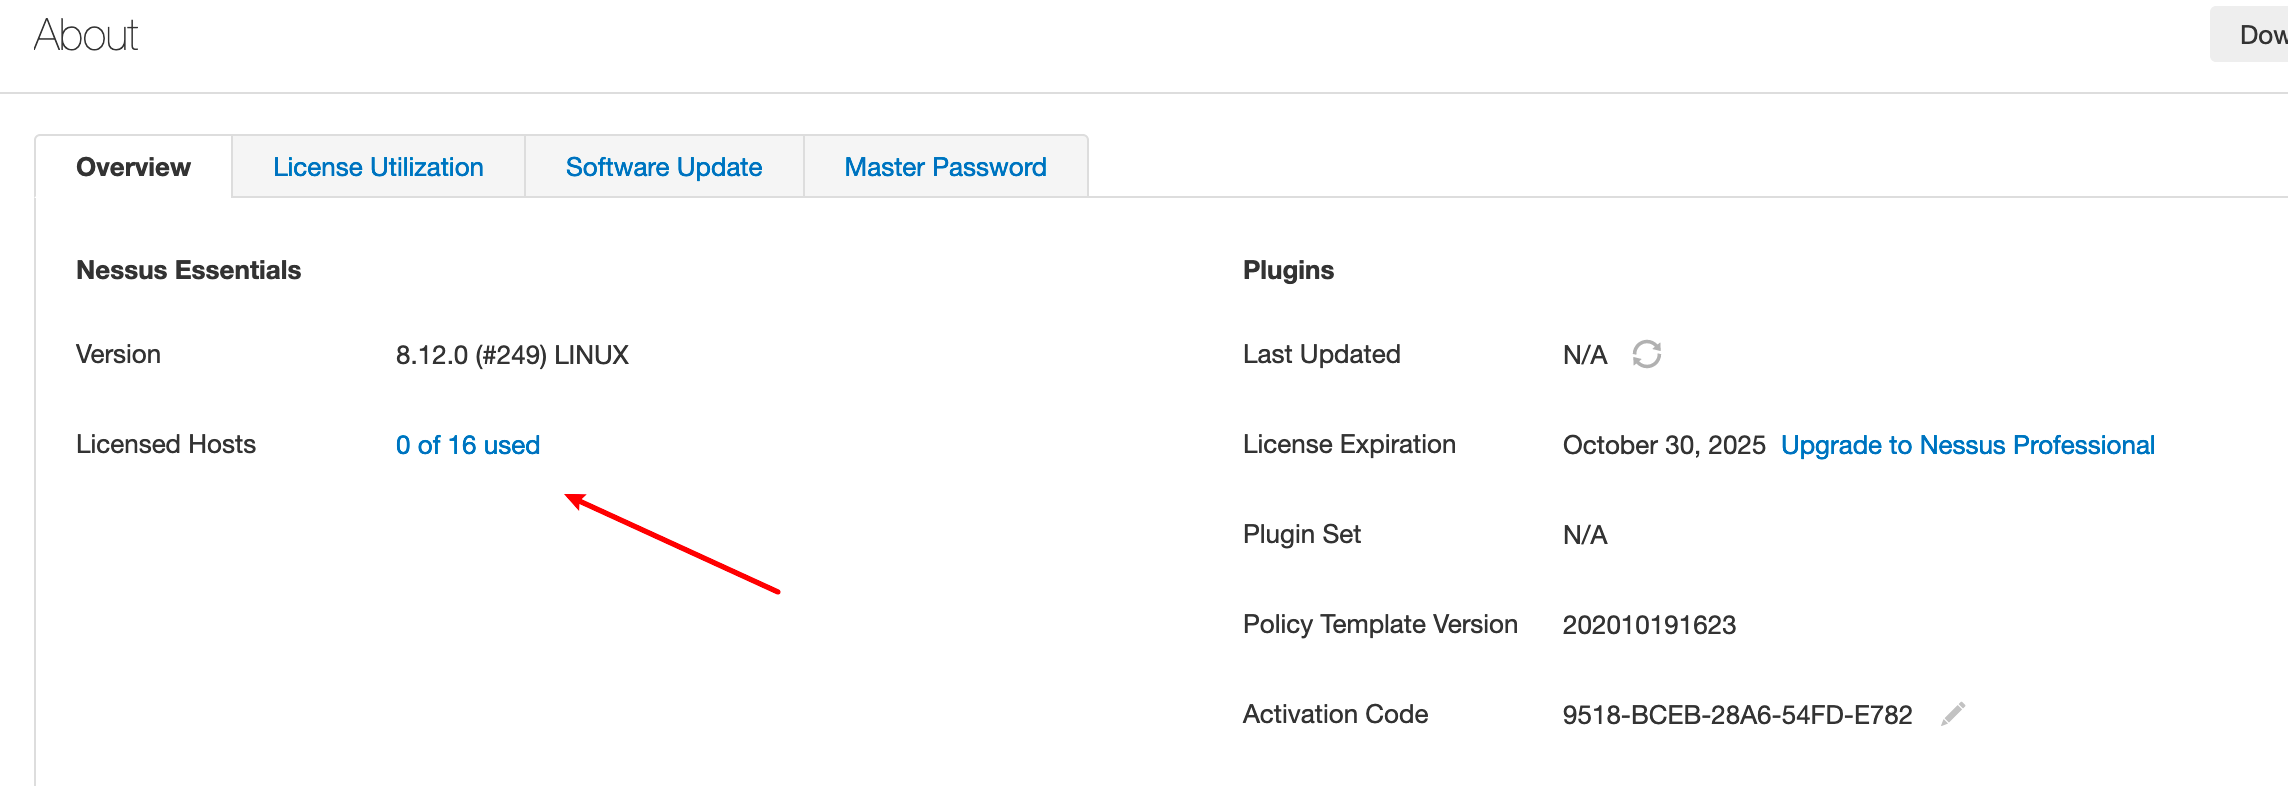 About
Dow
Overview
License Utilization
Software Update
Master Password
Nessus Essentials
Version 8.12.0 (#249) LINUX
Licensed Hosts 0 of 16 used
Plugins
Last Updated N/A
License Expiration October 30, 2025 Upgrade to Nessus Professional
Plugin Set N/A
Policy Template Version 202010191623
Activation Code 9518-BCEB-28A6-54FD-E782